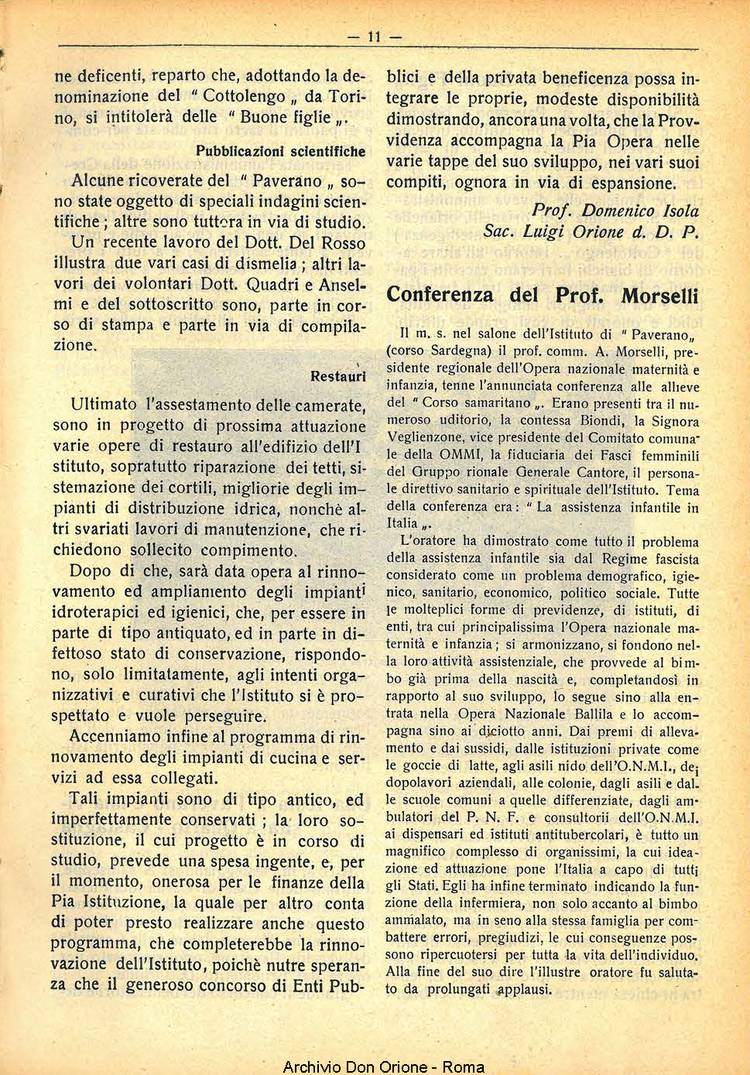 — 11 —
ne deficenti, reparto che, adottando la de-
nominazione del " Cottolengo „ da Tori-
no, si intitolerà delle " Buone figlie „.
Pubblicazioni scientifiche
Alcune ricoverate del " Paverano „ so-
no state oggetto di speciali indagini scien-
tifiche ; altre sono tuttora in via di studio.
Un recente lavoro del Dott. Del Rosso
illustra due vari casi di dismelia ; altri la-
vori dei volontari Dott. Quadri e Ansel-
mi e del sottoscritto sono, parte in cor-
so di stampa e parte in via di compila-
zione.
Restauri
Ultimato l'assestamento delle camerate,
sono in progetto di prossima attuazione
varie opere di restauro all'edifizio dell'I
stituto, sopratutto riparazione dei tetti, si-
stemazione dei cortili, migliorie degli im-
pianti di distribuzione idrica, nonchè al-
tri svariati lavori di manutenzione, che ri-
chiedono sollecito compimento.
Dopo di che, sarà data opera al rinno-
vamento ed ampliamento degli impianti
idroterapici ed igienici, che, per essere in
parte di tipo antiquato, ed in parte in di-
fettoso stato di conservazione, rispondo-
no, solo limitatamente, agli intenti orga-
nizzativi e curativi che l'Istituto si è pro-
spettato e vuole perseguire.
Accenniamo infine al programma di rin-
novamento degli impianti di cucina e ser-
vizi ad essa collegati.
Tali impianti sono di tipo antico, ed
imperfettamente conservati ; la loro so-
stituzione, il cui progetto è in corso di
studio, prevede una spesa ingente, e, per
il momento, onerosa per le finanze della
Pia Istituzione, la quale per altro conta
di poter presto realizzare anche questo
programma, che completerebbe la rinno-
vazione dell'Istituto, poichè nutre speran-
za che il generoso concorso di Enti Pub-
blici e della privata beneficenza possa in-
tegrare le proprie, modeste disponibilità
dimostrando, ancora una volta, che la Prov-
videnza accompagna la Pia Opera nelle
varie tappe del suo sviluppo, nei vari suoi
compiti, ognora in via di espansione.
Prof. Domenico Isola
Sac. Luigi Orione d. D. P.
Conferenza del Prof. Morselli
Il m. s. nel salone dell'Istituto di " Paverano„
(corso Sardegna) il prof. comm. A. Morselli, pre-
sidente regionale dell'Opera nazionale maternità e
infanzia, tenne l'annunciata conferenza alle allieve
del " Corso samaritano „. Erano presenti tra il nu-
meroso uditorio, la contessa Biondi, la Signora
Veglienzone, vice presidente del Comitato comuna-
le della OMMI, la fiduciaria dei Fasci femminili
del Gruppo rionale Generale Cantore, il persona-
le direttivo sanitario e spirituale dell'Istituto. Tema
della conferenza era : " La assistenza infantile in
Italia „.
L'oratore ha dimostrato come tutto il problema
della assistenza infantile sia dal Regime fascista
considerato come un problema demografico, igie-
nico, sanitario, economico, politico sociale. Tutte
le molteplici forme di previdenze, di istituti, di
enti, tra cui principalissima l'Opera nazionale ma-
ternità e infanzia ; si armonizzano, si fondono nel-
la loro attività assistenziale, che provvede al bim-
bo già prima della nascita e, completandosi in
rapporto al suo sviluppo, lo segue sino alla en-
trata nella Opera Nazionale Ballila e lo accom-
pagna sino ai diciotto anni. Dai premi di alleva-
mento e dai sussidi, dalle istituzioni private come
le goccie di latte, agli asili nido dell'O.N.M.I., dei
dopolavori aziendali, alle colonie, dagli asili e dal-
le scuole comuni a quelle differenziate, dagli am-
bulatori del P. N. F. e consultorii dell'O.N.M.I.
ai dispensari ed istituti antitubercolari, è tutto un
magnifico complesso di organissimi, la cui idea-
zione ed attuazione pone l'Italia a capo di tutti
gli Stati. Egli ha infine terminato indicando la fun-
zione della infermiera, non solo accanto al bimbo
ammalato, ma in seno alla stessa famiglia per com-
battere errori, pregiudizi, le cui conseguenze pos-
sono ripercuotersi per tutta la vita dell'individuo.
Alla fine del suo dire l'illustre oratore fu saluta-
to da prolungati applausi.
Archivio Don Orione - Roma